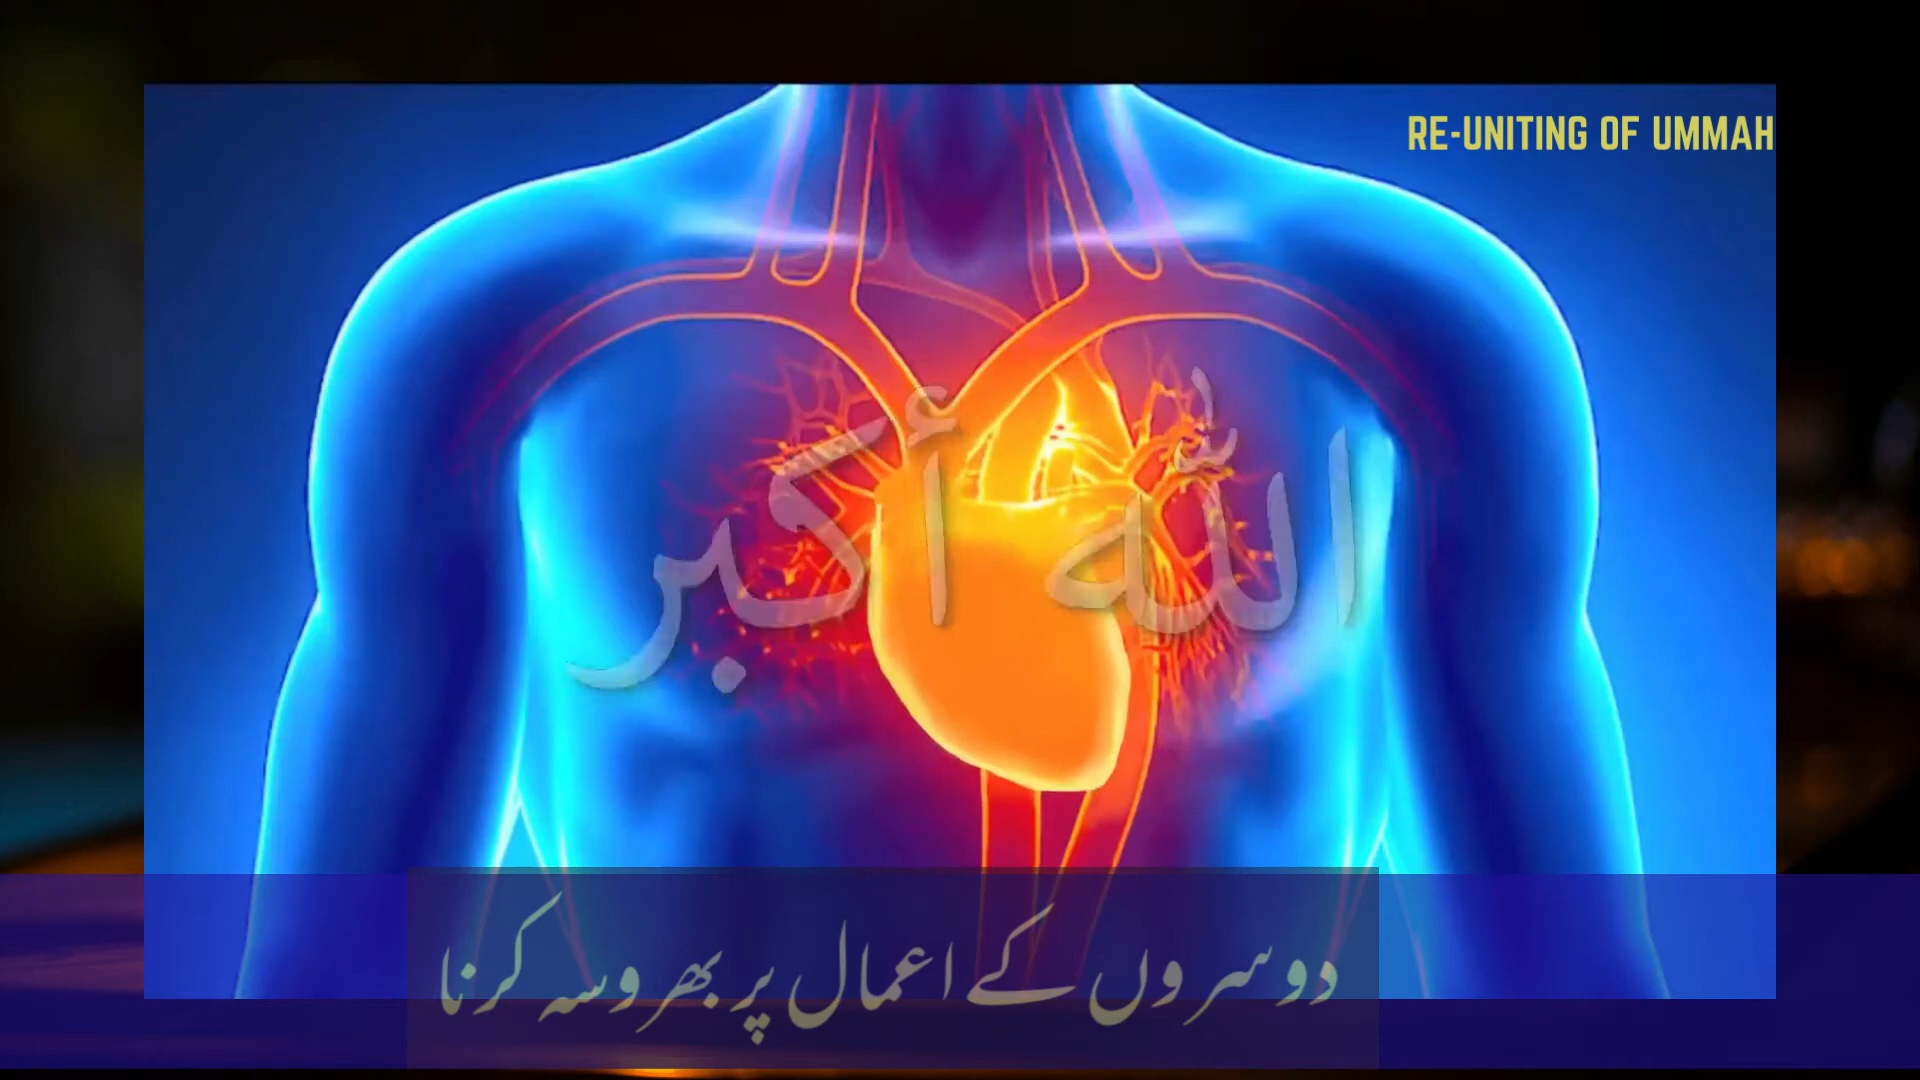 RE-UNITING OF UMMAH
الله أكبر
دوسروں کے اعمال پر بھروسہ کرنا